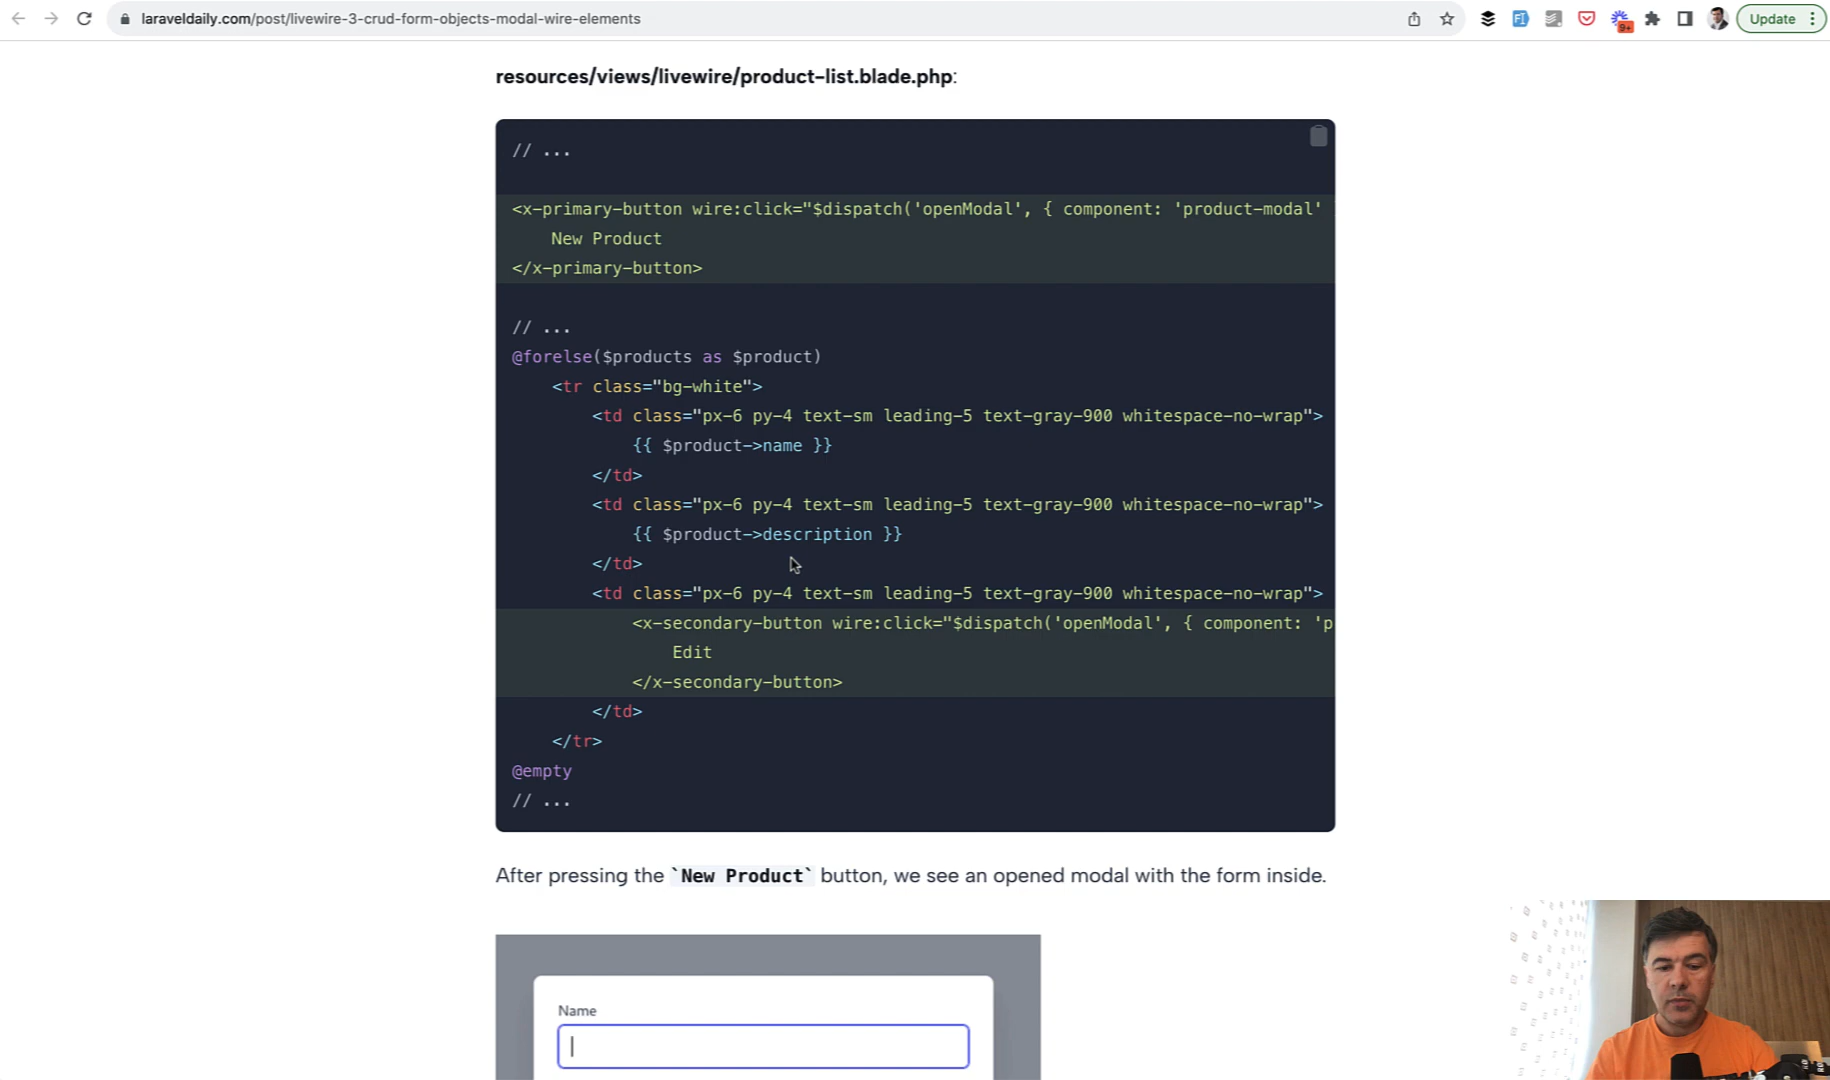 laraveldaily.com/post/livewire-3-crud-form-objects-modal-wire-elements
9+
Update
resources/views/livewire/product-list.blade.php:
// ...
<x-primary-button wire:click="$dispatch('openModal', { component: 'product-modal'
New Product
</x-primary-button>
// ...
@forelse($products as $product)
<tr class="bg-white">
<td class="px-6 py-4 text-sm leading-5 text-gray-900 whitespace-no-wrap">
{{ $product->name }}
</td>
<td class="px-6 py-4 text-sm leading-5 text-gray-900 whitespace-no-wrap">
{{ $product->description }}
</td>
<td class="px-6 py-4 text-sm leading-5 text-gray-900 whitespace-no-wrap">
<x-secondary-button wire:click="$dispatch('openModal', { component: 'p
Edit
</x-secondary-button>
</td>
</tr>
@empty
// ...
After pressing the `New Product` button, we see an opened modal with the form inside.
Name